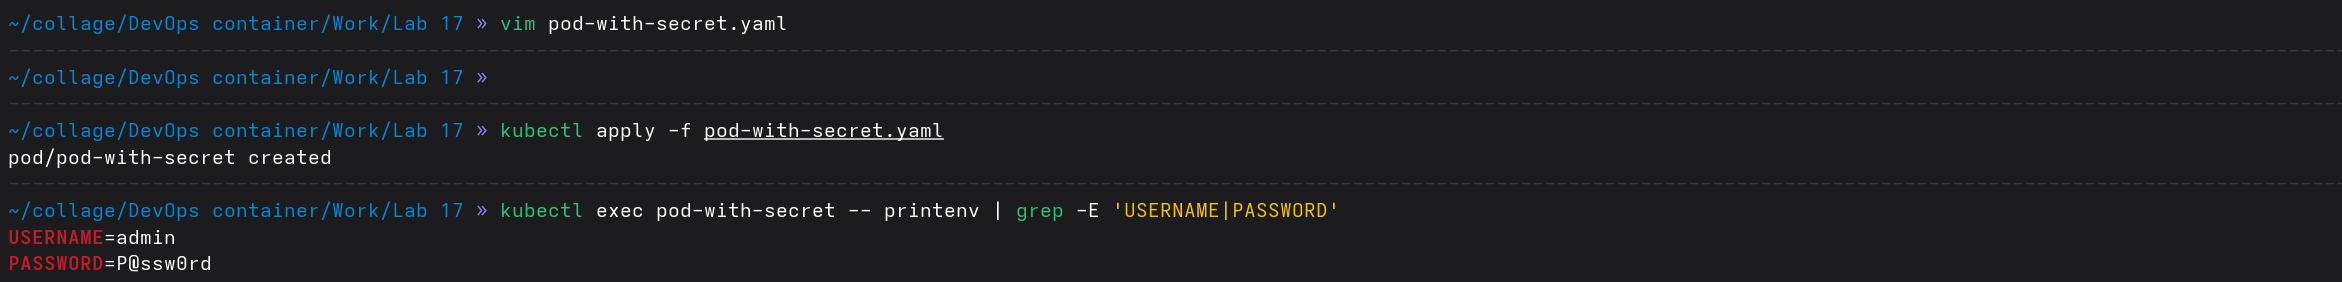 ~/collage/DevOps container/Work/Lab 17 » vim pod-with-secret.yaml
~/collage/DevOps container/Work/Lab 17 »
~/collage/DevOps container/Work/Lab 17 » kubectl apply -f pod-with-secret.yaml
pod/pod-with-secret created
~/collage/DevOps container/Work/Lab 17 » kubectl exec pod-with-secret -- printenv | grep -E 'USERNAME|PASSWORD'
USERNAME=admin
PASSWORD=P@ssw0rd